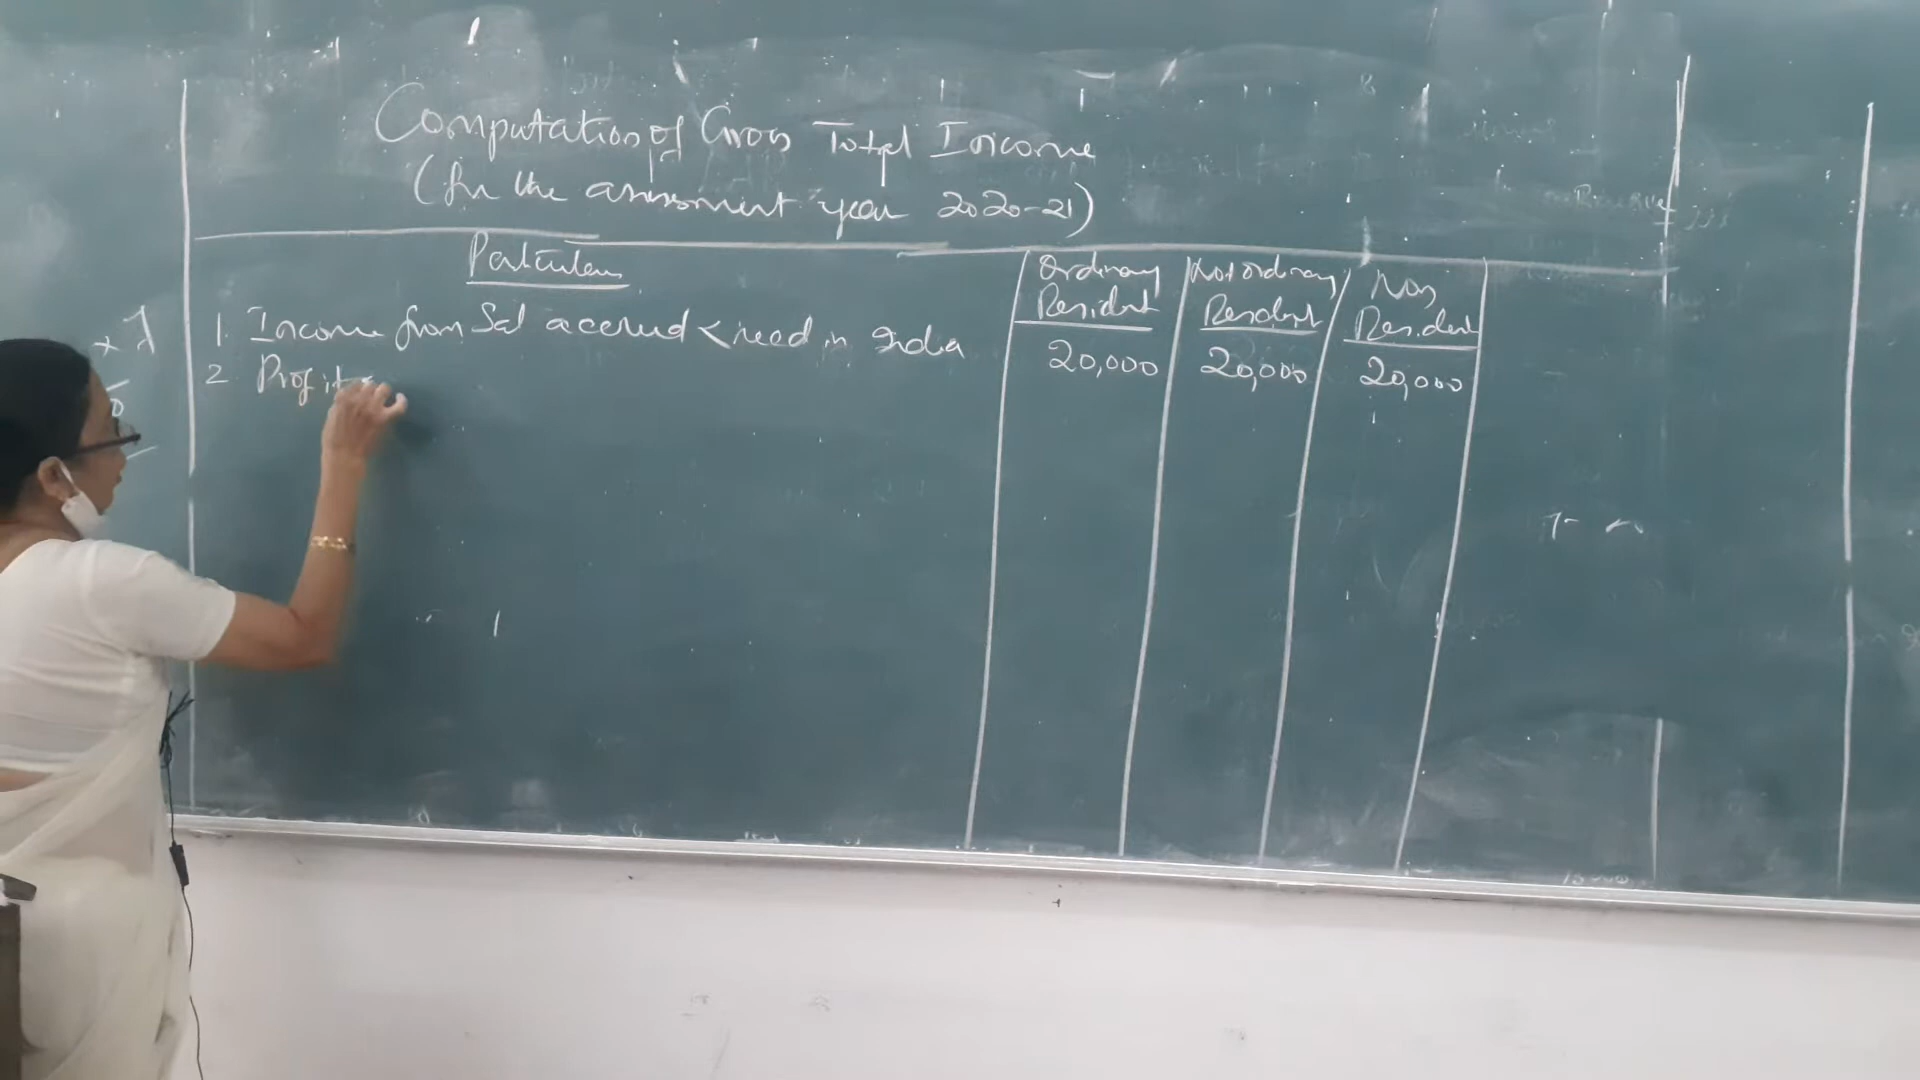 Computation of Gross Total Income
(for the assessment year 2020-21)
Particulars
Ordinary Resident
Not ordinary Resident
Non Resident
1. Income from Sal accrued & reed in India 20,000 20,000 20,000
2. Profit